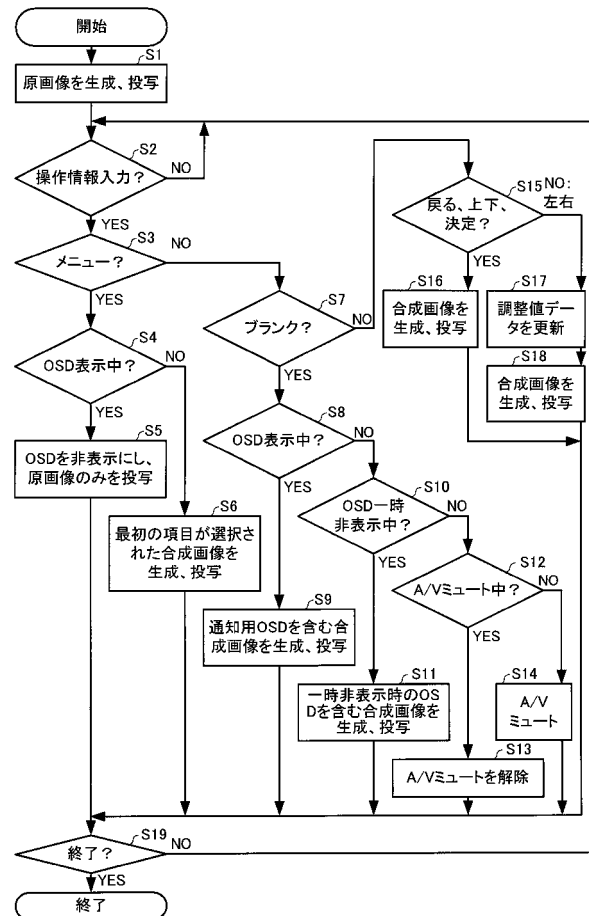 開始
S1
原画像を生成、投写
S2
操作情報入力？
NO
YES
S3
メニュー？
NO
YES
S4
OSD表示中？
NO
YES
S5
OSDを非表示にし、
原画像のみを投写
S6
最初の項目が選択さ
れた合成画像を
生成、投写
S7
ブランク？
NO
YES
S8
OSD表示中？
NO
YES
S9
通知用OSDを含む合
成画像を生成、投写
S10
OSD一時
非表示中？
NO
YES
S11
一時非表示時のOS
Dを含む合成画像を
生成、投写
S12
A/Vミュート中？
NO
YES
S13
A/Vミュートを解除
S14
A/V
ミュート
S15
戻る、上下、
決定？
NO:
左右
YES
S16
合成画像を
生成、投写
S17
調整値デー
タを更新
S18
合成画像を
生成、投写
S19
終了？
NO
YES
終了